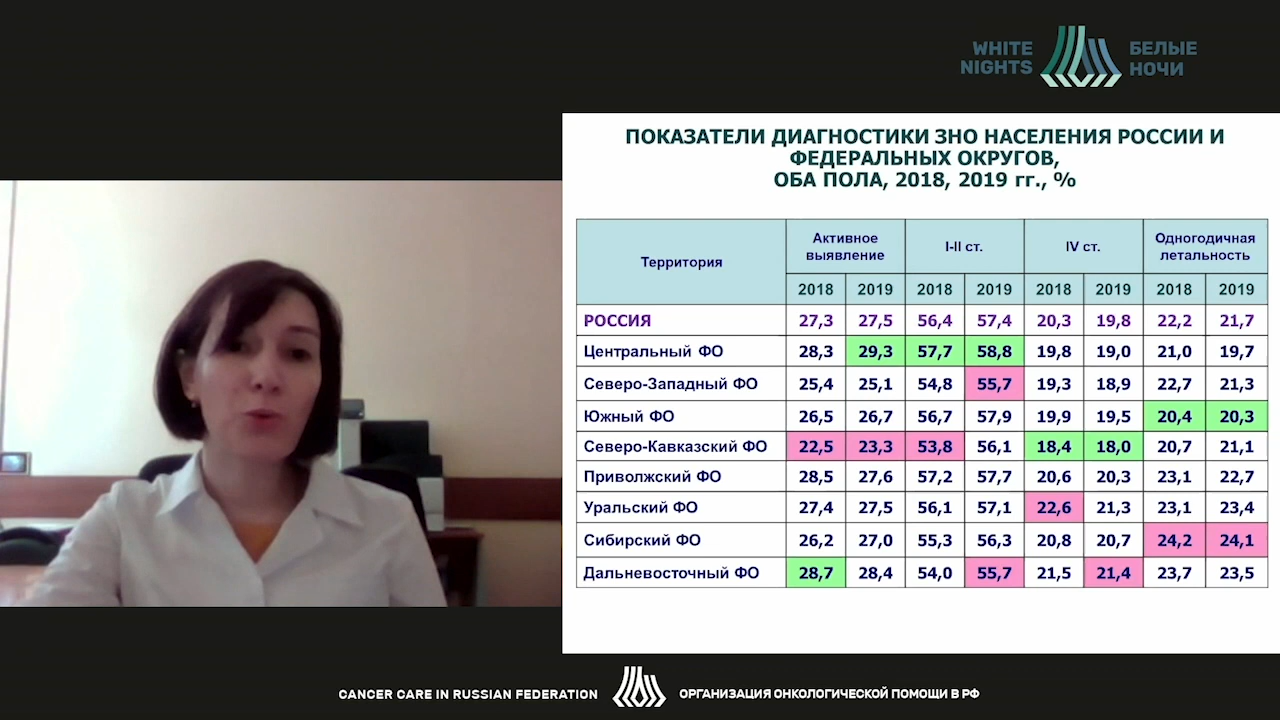 WHITE NIGHTS
БЕЛЫЕ НОЧИ
ПОКАЗАТЕЛИ ДИАГНОСТИКИ ЗНО НАСЕЛЕНИЯ РОССИИ И
ФЕДЕРАЛЬНЫХ ОКРУГОВ,
ОБА ПОЛА, 2018, 2019 гг., %
Территория Активное выявление I-II ст. IV ст. Одногодичная летальность
2018 2019 2018 2019 2018 2019 2018 2019
РОССИЯ 27,3 27,5 56,4 57,4 20,3 19,8 22,2 21,7
Центральный ФО 28,3 29,3 57,7 58,8 19,8 19,0 21,0 19,7
Северо-Западный ФО 25,4 25,1 54,8 55,7 19,3 18,9 22,7 21,3
Южный ФО 26,5 26,7 56,7 57,9 19,9 19,5 20,4 20,3
Северо-Кавказский ФО 22,5 23,3 53,8 56,1 18,4 18,0 20,7 21,1
Приволжский ФО 28,5 27,6 57,2 57,7 20,6 20,3 23,1 22,7
Уральский ФО 27,4 27,5 56,1 57,1 22,6 21,3 23,1 23,4
Сибирский ФО 26,2 27,0 55,3 56,3 20,8 20,7 24,2 24,1
Дальневосточный ФО 28,7 28,4 54,0 55,7 21,5 21,4 23,7 23,5
CANCER CARE IN RUSSIAN FEDERATION
ОРГАНИЗАЦИЯ ОНКОЛОГИЧЕСКОЙ ПОМОЩИ В РФ